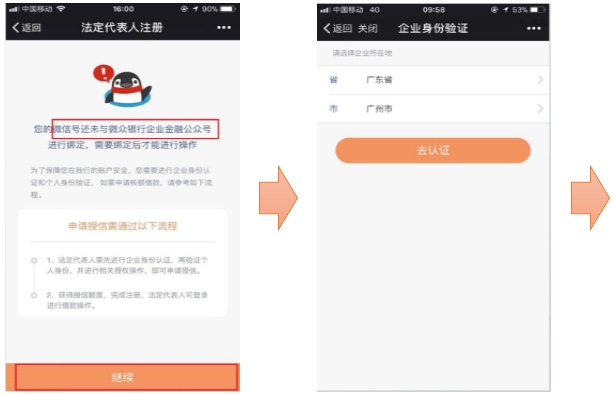 中国移动 16:00 90%
返回 法定代表人注册
您的微信号还未与微众银行企业金融公众号
进行绑定，需要绑定后才能进行操作
为了保障您在我行的账户安全，您需要进行企业身份认
证和个人身份验证，如需申请税额借款，请参考如下流
程。
申请授信需通过以下流程
1、法定代表人需先进行企业身份认证，再验证个
人身份，并进行相关授权操作，即可申请授信。
2、获得授信额度，完成注册，法定代表人可登录
进行借款操作。
继续
中国移动 4G 09:58 53%
返回 关闭 企业身份验证
请选择企业所在地
省 广东省
市 广州市
去认证